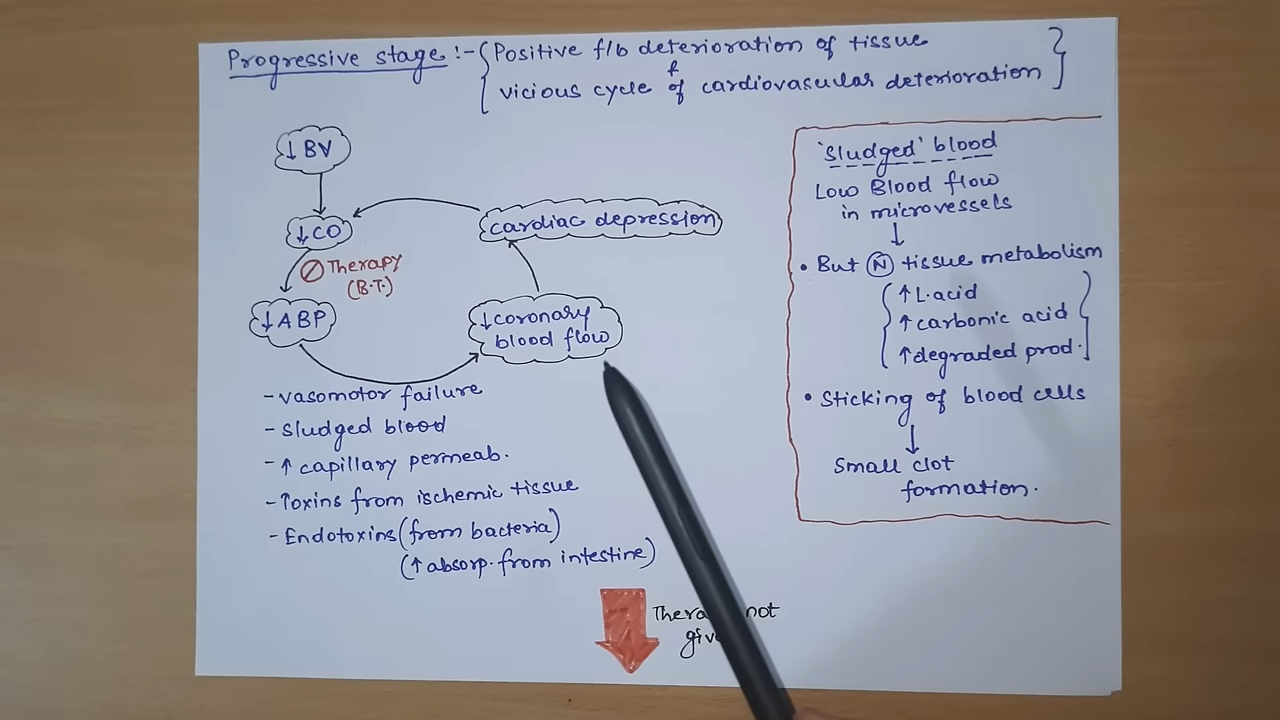 Progressive stage :- { Positive f/b deterioration of tissue
&
vicious cycle of cardiovascular deterioration }
↓ BV
↓ CO
Therapy
(B.T.)
↓ ABP
cardiac depression
↓ coronary
blood flow
- vasomotor failure
- Sludged blood
- ↑ capillary permeab.
- Toxins from ischemic tissue
- Endotoxins (from bacteria)
(↑ absorp. from intestine)
not
'Sludged' blood
Low Blood flow
in microvessels
↓
• But Ⓝ tissue metabolism
{ ↑ L.acid
↑ carbonic acid
↑ degraded prod. }
• Sticking of blood cells
↓
Small clot
formation.